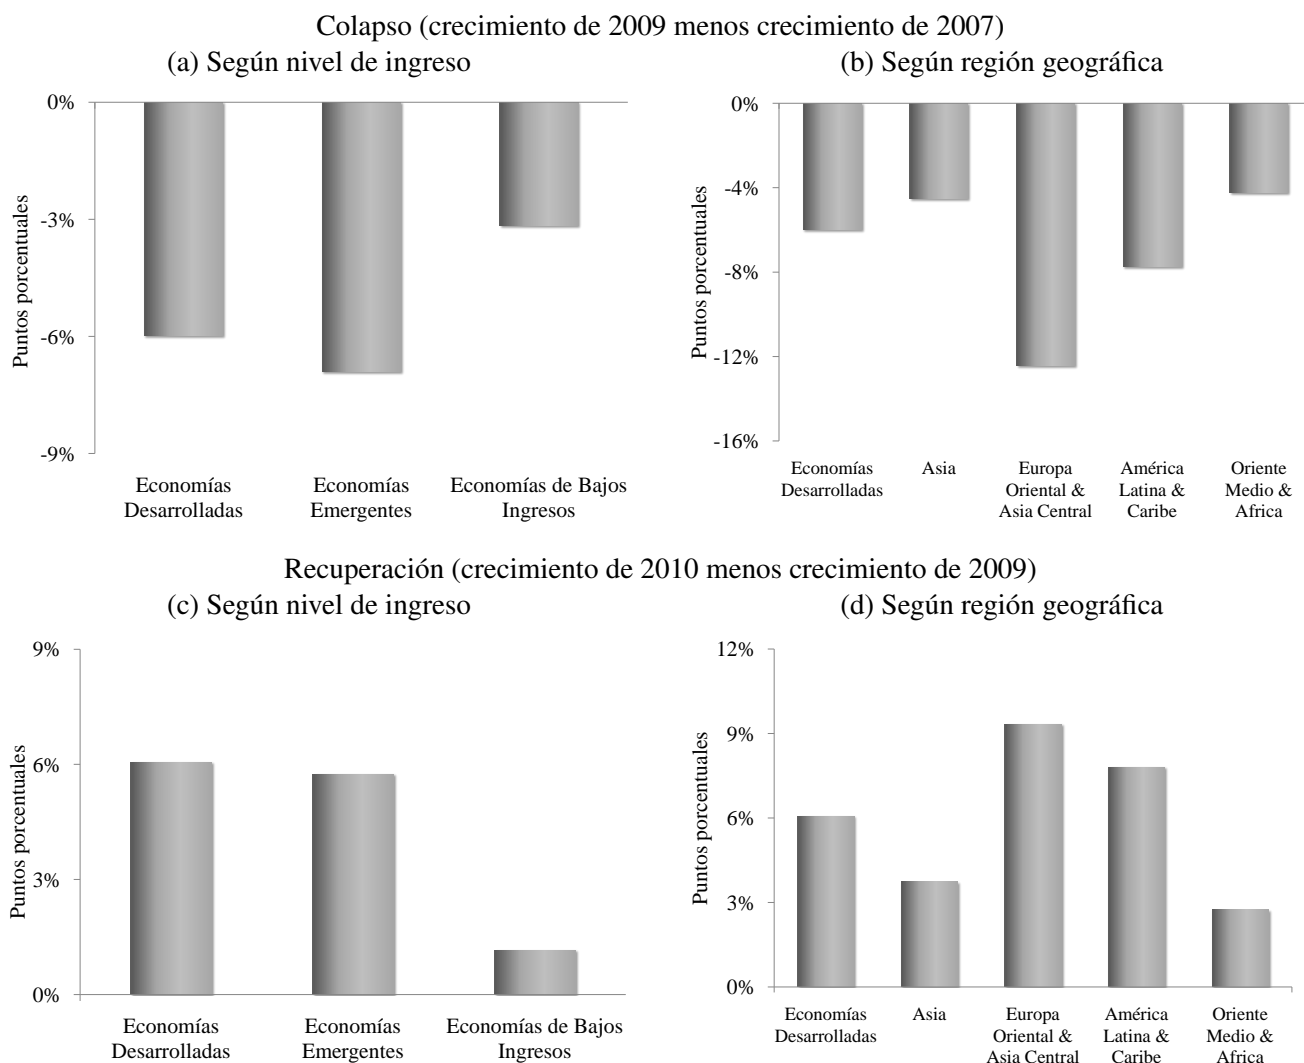 Colapso (crecimiento de 2009 menos crecimiento de 2007)
(a) Según nivel de ingreso
0%
-3%
-6%
-9%
Puntos porcentuales
Economías
Desarrolladas
Economías
Emergentes
Economías de Bajos
Ingresos
(b) Según región geográfica
0%
-4%
-8%
-12%
-16%
Puntos porcentuales
Economías
Desarrolladas
Asia
Europa
Oriental &
Asia Central
América
Latina &
Caribe
Oriente
Medio &
Africa
Recuperación (crecimiento de 2010 menos crecimiento de 2009)
(c) Según nivel de ingreso
9%
6%
3%
0%
Puntos porcentuales
Economías
Desarrolladas
Economías
Emergentes
Economías de Bajos
Ingresos
(d) Según región geográfica
12%
9%
6%
3%
0%
Puntos porcentuales
Economías
Desarrolladas
Asia
Europa
Oriental &
Asia Central
América
Latina &
Caribe
Oriente
Medio &
Africa